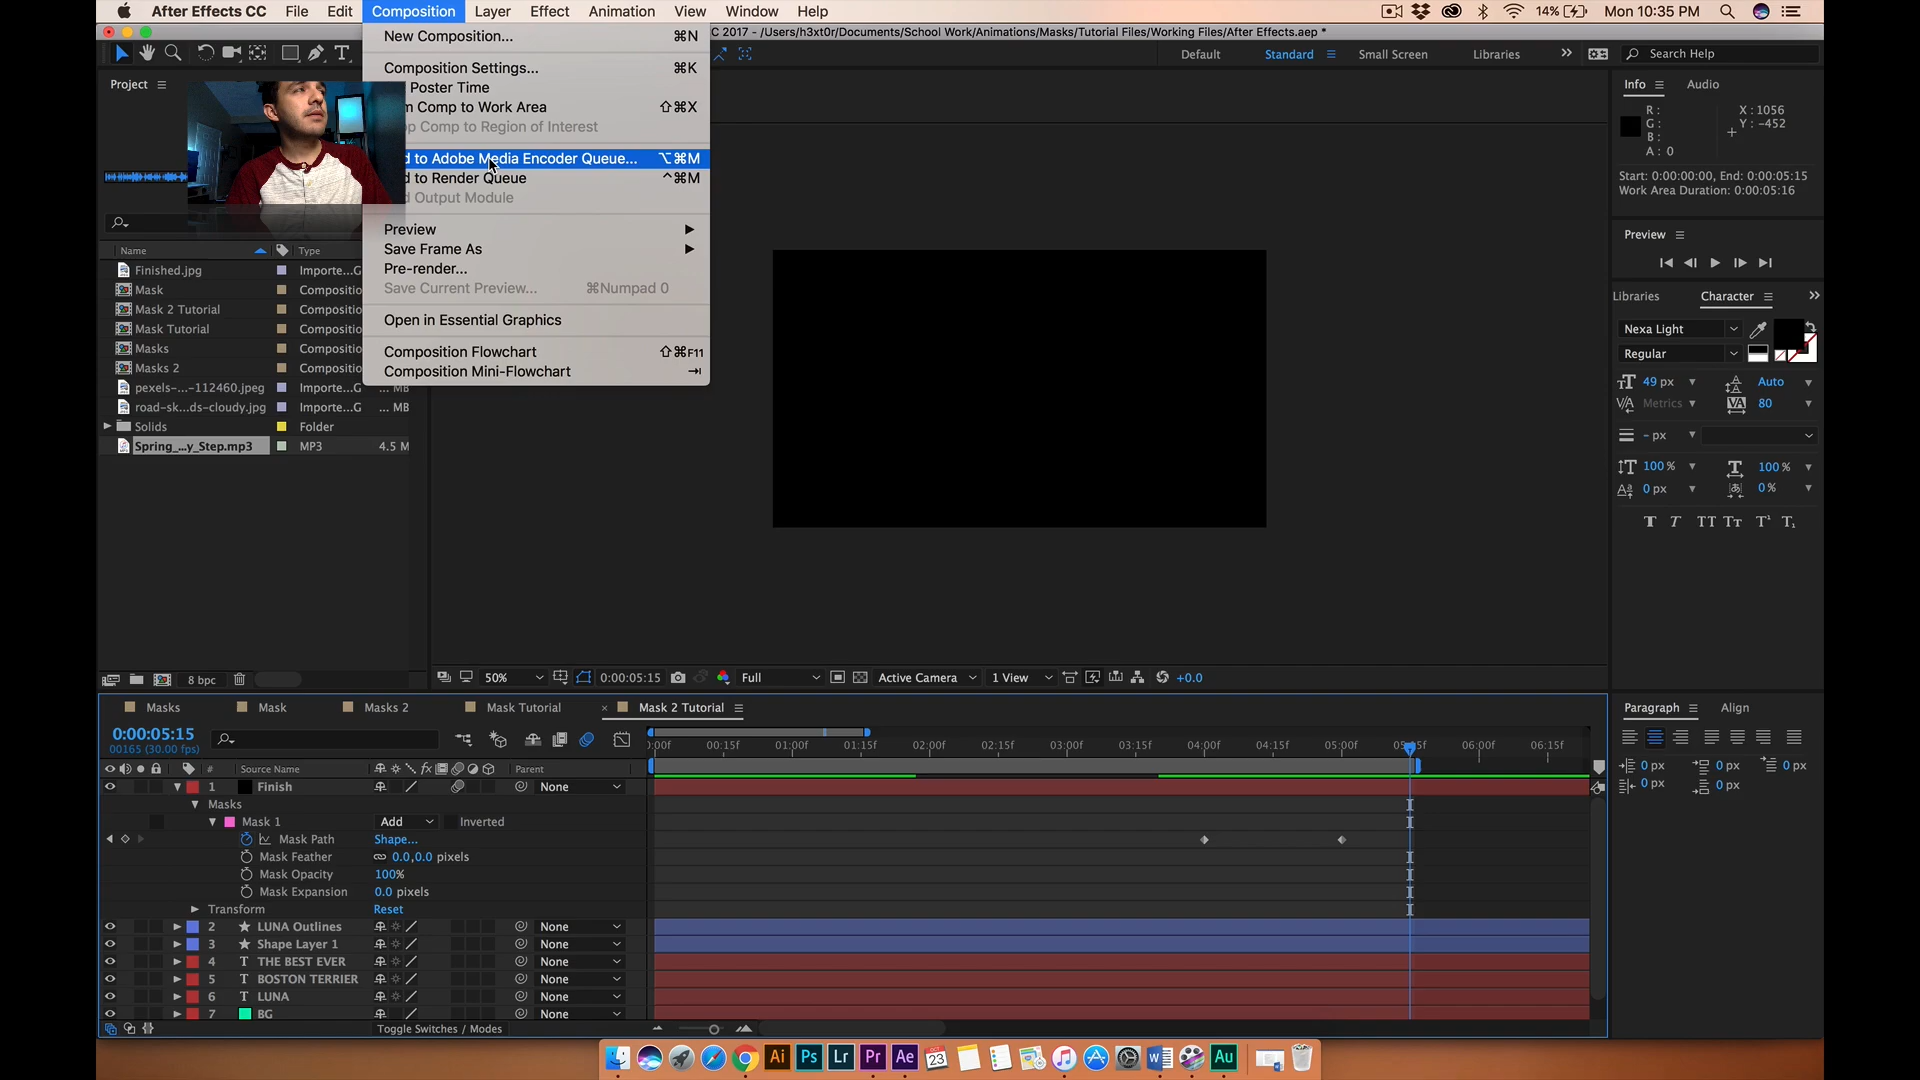 After Effects CC File Edit Composition Layer Effect Animation View Window Help 14% Mon 10:35 PM
C 2017 - /Users/h3xt0r/Documents/School Work/Animations/Masks/Tutorial Files/Working Files/After Effects.aep *
New Composition... ⌘N
Composition Settings... ⌘K
Poster Time
m Comp to Work Area ⇧⌘X
op Comp to Region of Interest
d to Adobe Media Encoder Queue... ⌥⌘M
d to Render Queue ^⌘M
d Output Module
Preview
Save Frame As
Pre-render...
Save Current Preview... ⌘Numpad 0
Open in Essential Graphics
Composition Flowchart ⇧⌘F11
Composition Mini-Flowchart
Default Standard Small Screen Libraries Search Help
Project
Name Type
Finished.jpg Importe...G
Mask Compositio
Mask 2 Tutorial Compositio
Mask Tutorial Compositio
Masks Compositio
Masks 2 Compositio
pexels-...-112460.jpeg Importe...G ... MB
road-sk...ds-cloudy.jpg Importe...G ... MB
Solids Folder
Spring_...y_Step.mp3 MP3 4.5 M
8 bpc
50% 0:00:05:15 Full Active Camera 1 View +0.0
Info Audio
R : X : 1056
G : Y : -452
B :
A : 0
Start: 0:00:00:00, End: 0:00:05:15
Work Area Duration: 0:00:05:16
Preview
Libraries Character
Nexa Light
Regular
49 px Auto
Metrics 80
- px
100 % 100 %
0 px 0 %
T T TT Tt T¹ T₁
Paragraph Align
0 px 0 px 0 px
0 px 0 px
Masks Mask Masks 2 Mask Tutorial Mask 2 Tutorial
0:00:05:15
00165 (30.00 fps)
:00f 00:15f 01:00f 01:15f 02:00f 02:15f 03:00f 03:15f 04:00f 04:15f 05:00f 05:15f 06:00f 06:15f
# Source Name Parent
1 Finish None
Masks
Mask 1 Add Inverted
Mask Path Shape...
Mask Feather 0.0,0.0 pixels
Mask Opacity 100%
Mask Expansion 0.0 pixels
Transform Reset
2 LUNA Outlines None
3 Shape Layer 1 None
4 T THE BEST EVER None
5 T BOSTON TERRIER None
6 T LUNA None
7 BG None
Toggle Switches / Modes
Ai Ps Lr Pr Ae OCT 23 W Au